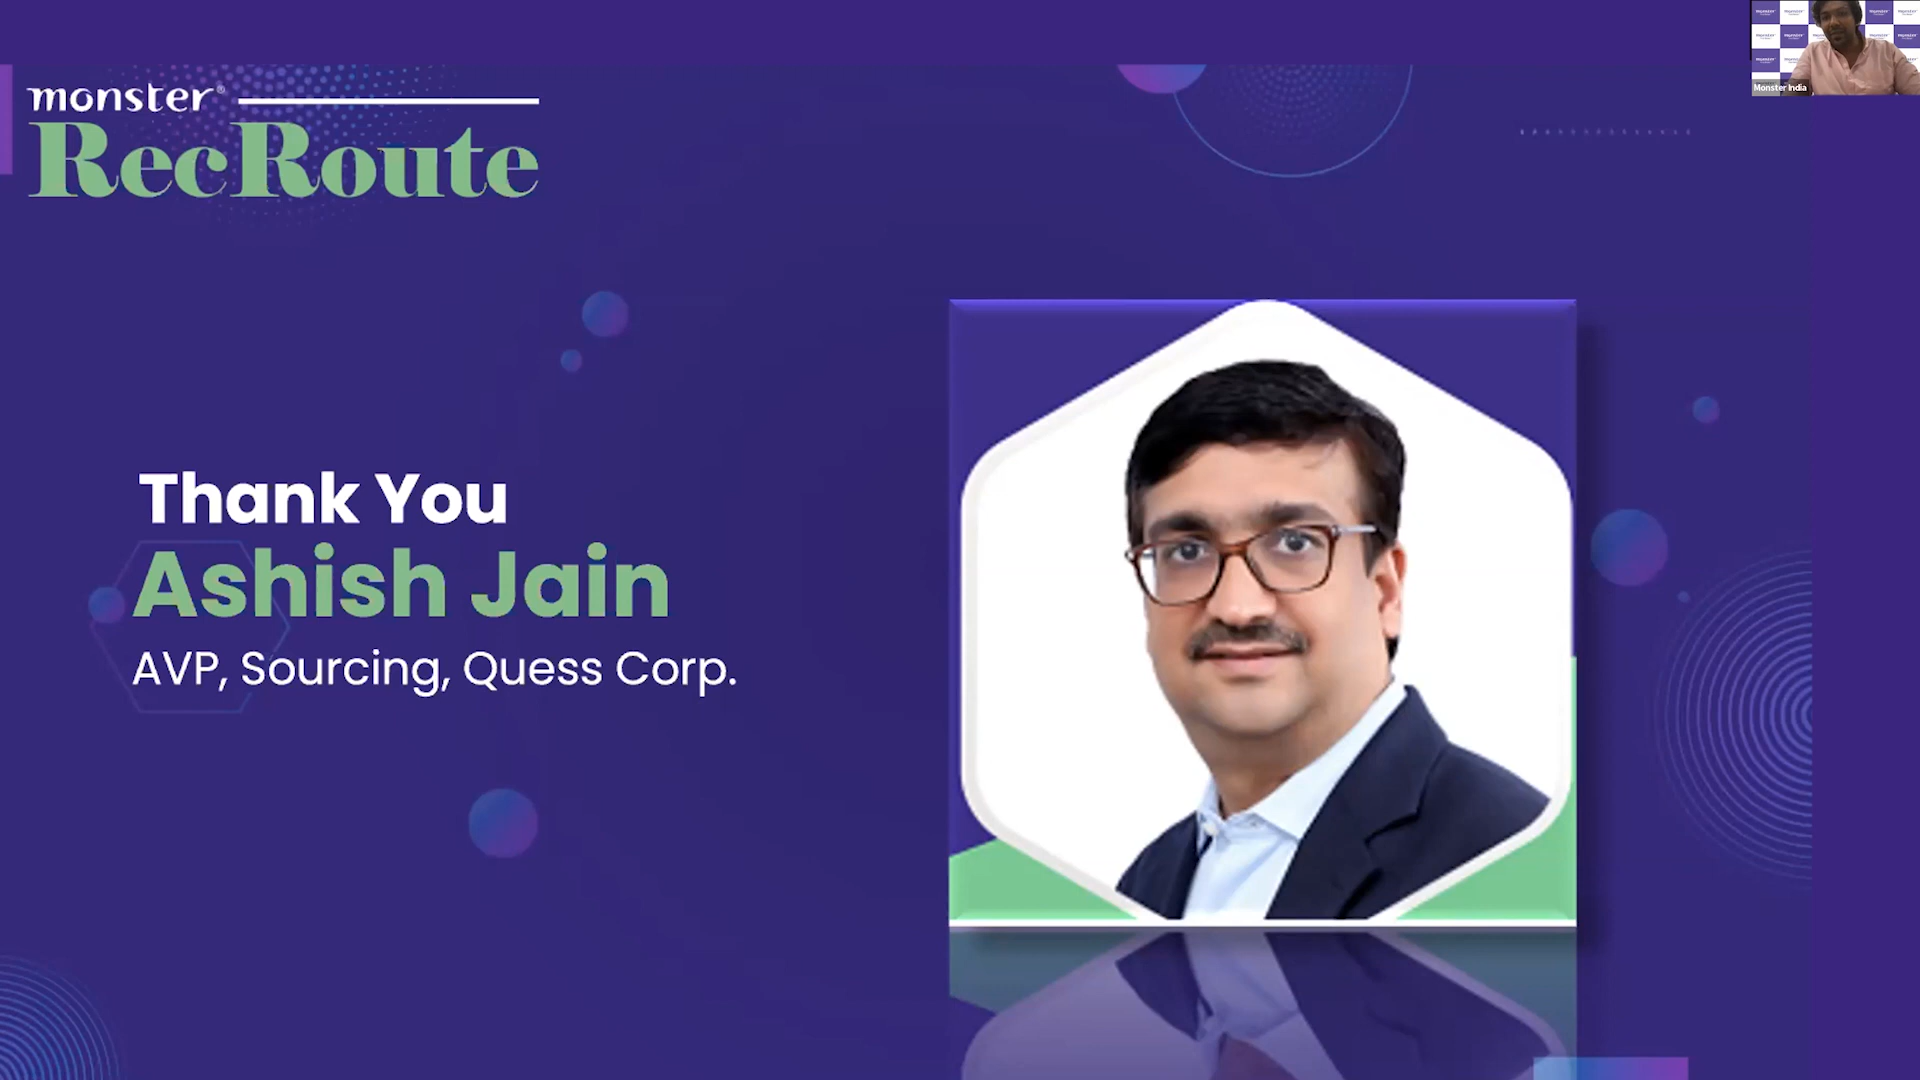 monster®
RecRoute
Thank You
Ashish Jain
AVP, Sourcing, Quess Corp.
Monster India